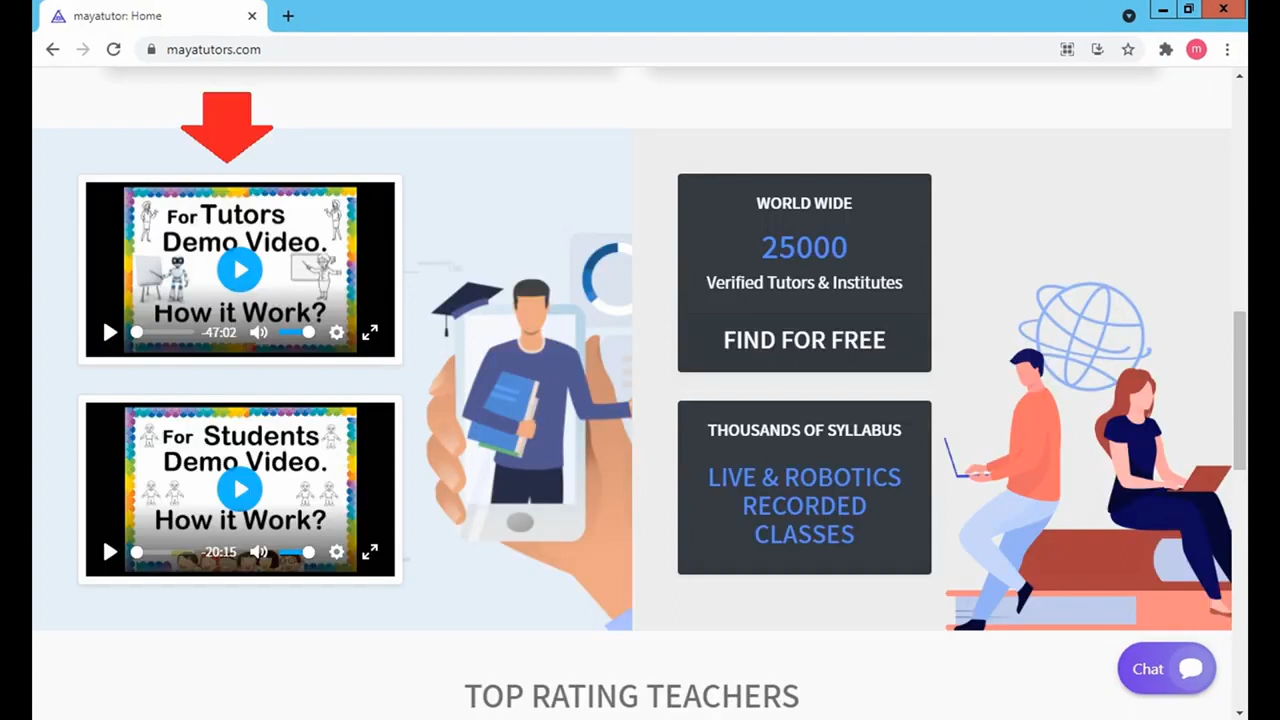 mayatutor: Home
mayatutors.com
m
For Tutors
Demo Video.
How it Work?
-47:02
For Students
Demo Video.
How it Work?
-20:15
WORLD WIDE
25000
Verified Tutors & Institutes
FIND FOR FREE
THOUSANDS OF SYLLABUS
LIVE & ROBOTICS
RECORDED
CLASSES
Chat
TOP RATING TEACHERS